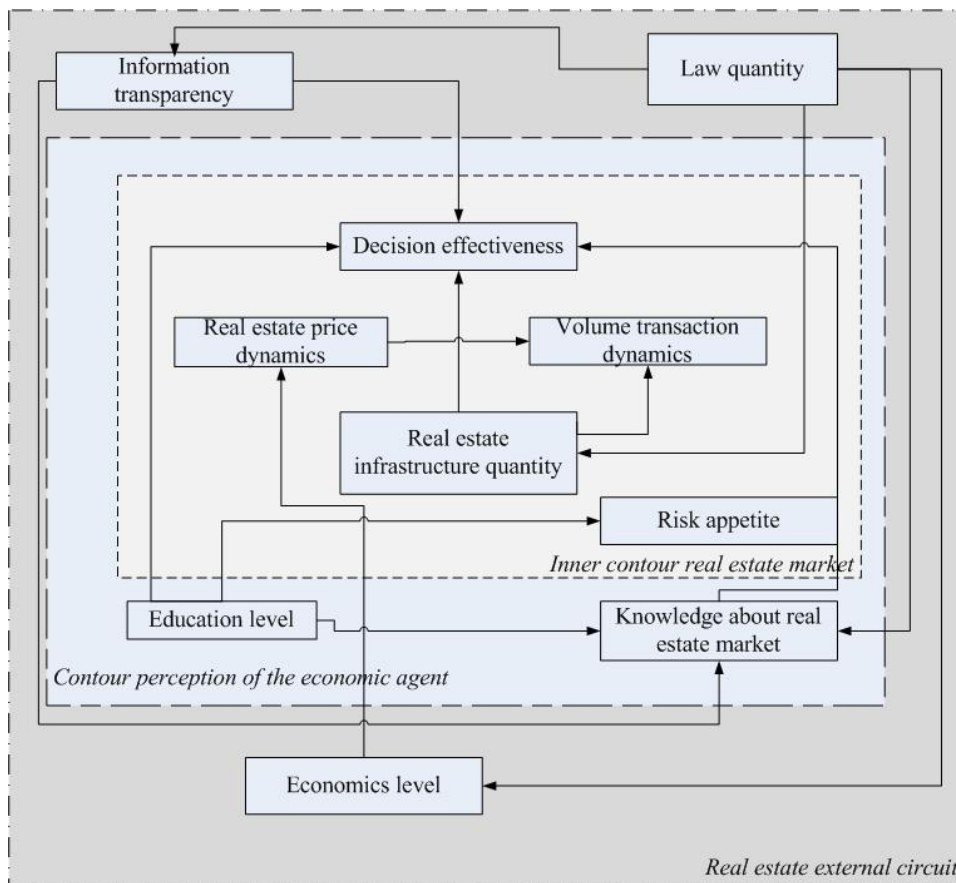 Information
transparency
Law quantity
Decision effectiveness
Real estate price
dynamics
Volume transaction
dynamics
Real estate
infrastructure quantity
Risk appetite
Inner contour real estate market
Education level
Knowledge about real
estate market
Contour perception of the economic agent
Economics level
Real estate external circuit